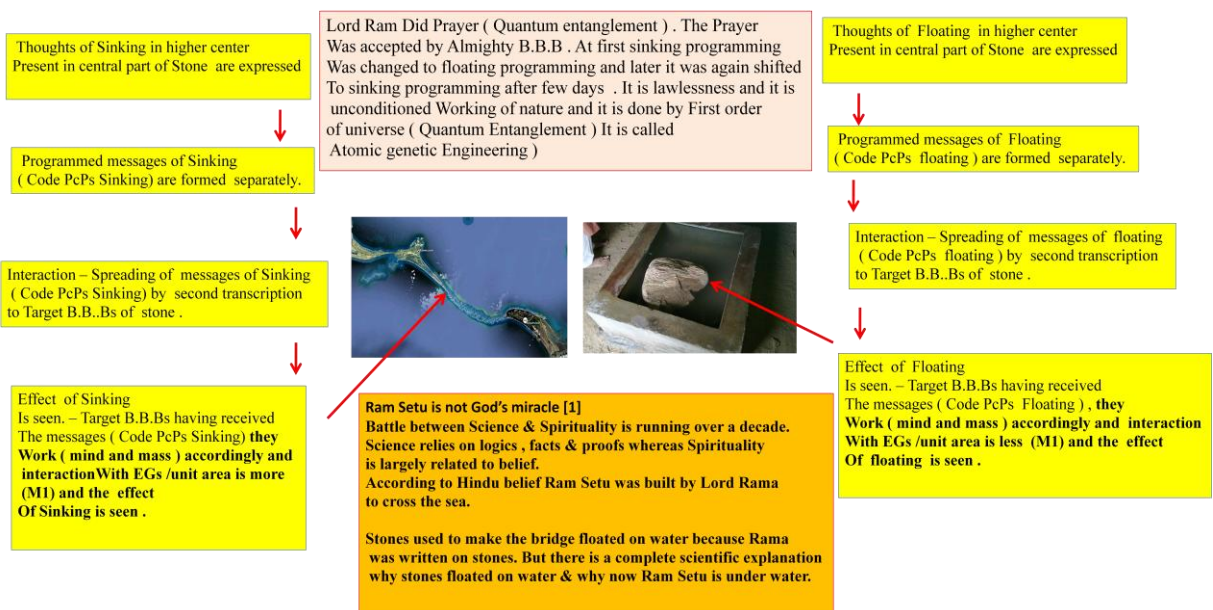 Thoughts of Sinking in higher center
Present in central part of Stone are expressed
Programmed messages of Sinking
( Code PcPs Sinking) are formed separately.
Interaction – Spreading of messages of Sinking
( Code PcPs Sinking) by second transcription
to Target B.B..Bs of stone .
Effect of Sinking
Is seen. – Target B.B.Bs having received
The messages ( Code PcPs Sinking) they
Work ( mind and mass ) accordingly and
interactionWith EGs /unit area is more
(M1) and the effect
Of Sinking is seen .
Lord Ram Did Prayer ( Quantum entanglement ) . The Prayer
Was accepted by Almighty B.B.B . At first sinking programming
Was changed to floating programming and later it was again shifted
To sinking programming after few days . It is lawlessness and it is
unconditioned Working of nature and it is done by First order
of universe ( Quantum Entanglement ) It is called
Atomic genetic Engineering )
Ram Setu is not God's miracle [1]
Battle between Science & Spirituality is running over a decade.
Science relies on logics , facts & proofs whereas Spirituality
is largely related to belief.
According to Hindu belief Ram Setu was built by Lord Rama
to cross the sea.
Stones used to make the bridge floated on water because Rama
was written on stones. But there is a complete scientific explanation
why stones floated on water & why now Ram Setu is under water.
Thoughts of Floating in higher center
Present in central part of Stone are expressed
Programmed messages of Floating
( Code PcPs floating ) are formed separately.
Interaction – Spreading of messages of floating
( Code PcPs floating ) by second transcription
to Target B.B..Bs of stone .
Effect of Floating
Is seen. – Target B.B.Bs having received
The messages ( Code PcPs Floating ) , they
Work ( mind and mass ) accordingly and interaction
With EGs /unit area is less (M1) and the effect
Of floating is seen .